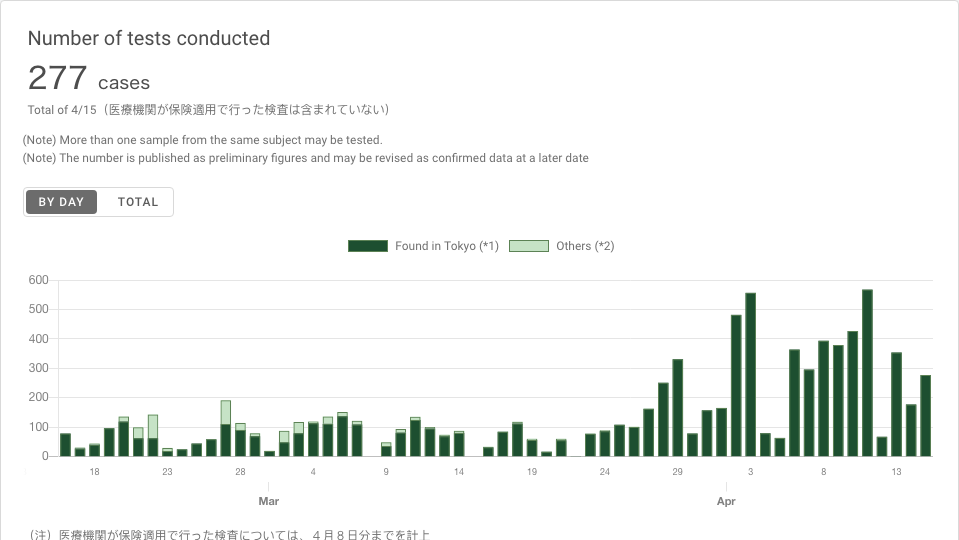 Number of tests conducted
277 cases
Total of 4/15（医療機関が保険適用で行った検査は含まれていない）
(Note) More than one sample from the same subject may be tested.
(Note) The number is published as preliminary figures and may be revised as confirmed data at a later date
BY DAY TOTAL
Found in Tokyo (*1) Others (*2)
600
500
400
300
200
100
0
18 23 28 4 9 14 19 24 29 3 8 13
Mar Apr
（注）医療機関が保険適用で行った検査については、４月８日分までを計上